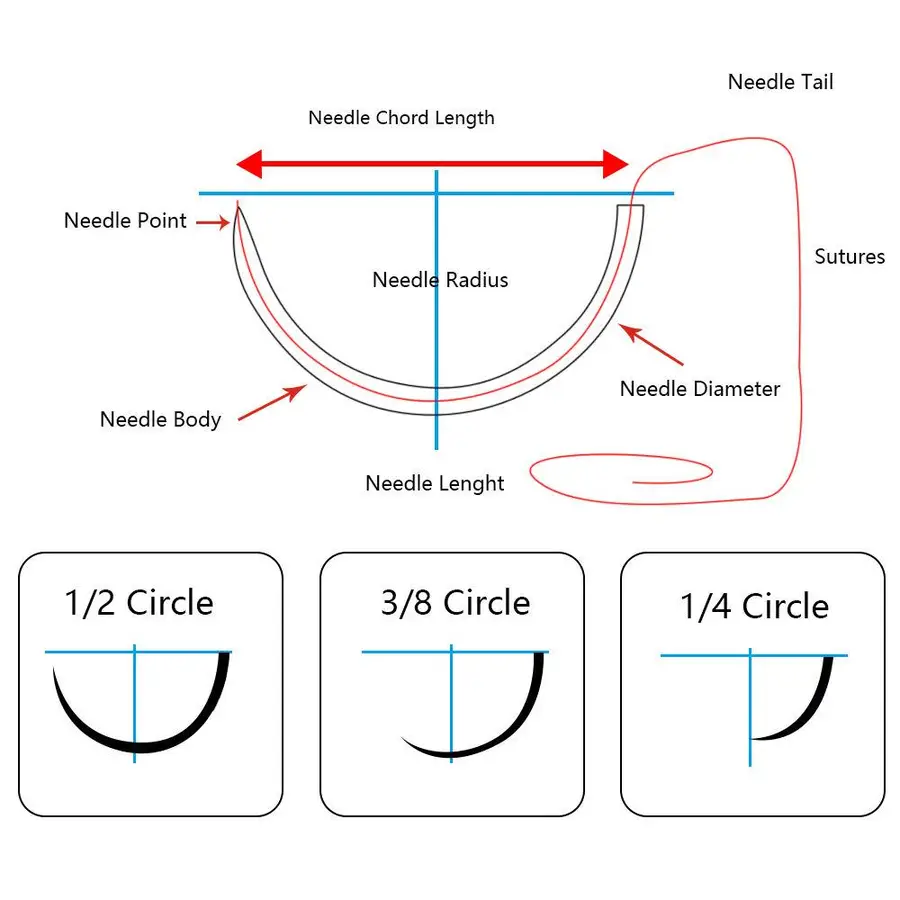 Needle Tail
Needle Chord Length
Needle Point
Sutures
Needle Radius
Needle Diameter
Needle Body
Needle Lenght
1/2 Circle
3/8 Circle
1/4 Circle